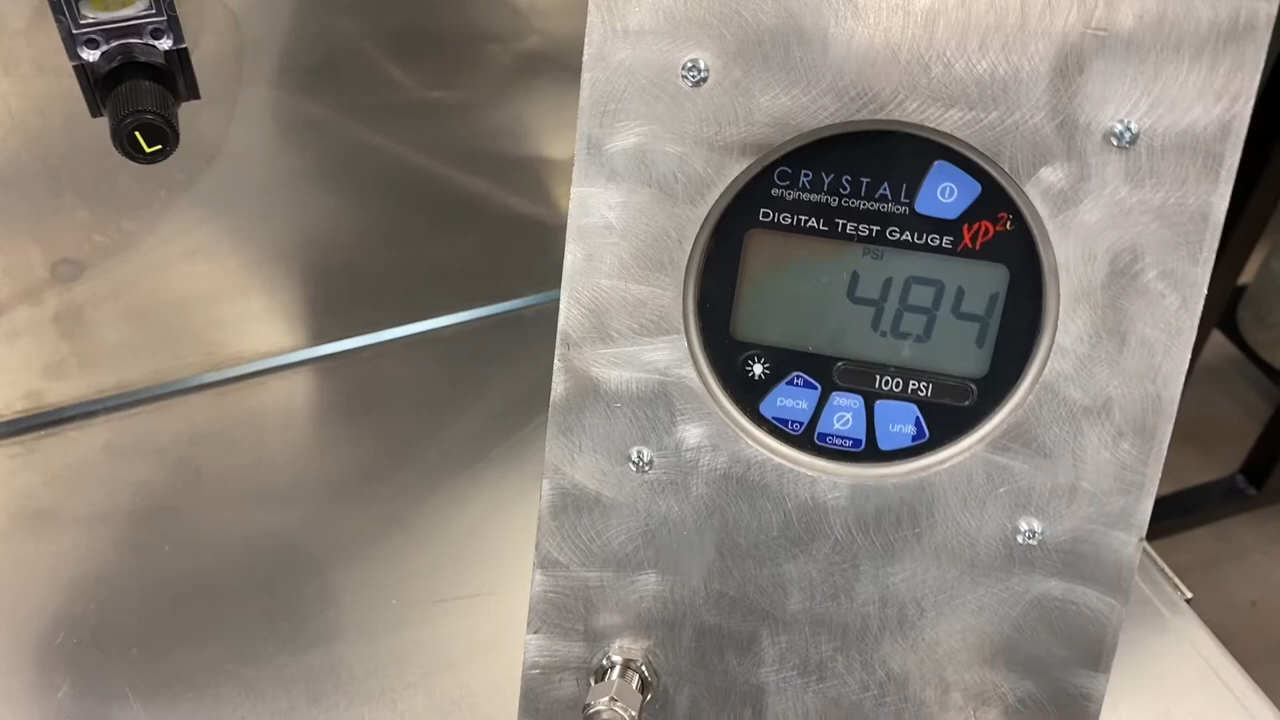 L
CRYSTAL
engineering corporation
DIGITAL TEST GAUGE XP2i
PSI
4.84
100 PSI
Hi
peak
Lo
zero
clear
units